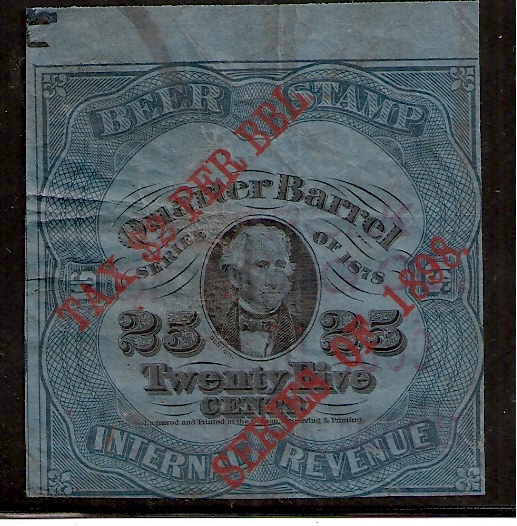 BEER STAMP
Quarter Barrel
SERIES OF 1878
25 25
Twenty Five
CENTS
Engraved and Printed at the Bureau, Engraving & Printing.
INTERNAL REVENUE
TAX $2 PER BBL.
SERIES OF 1898.